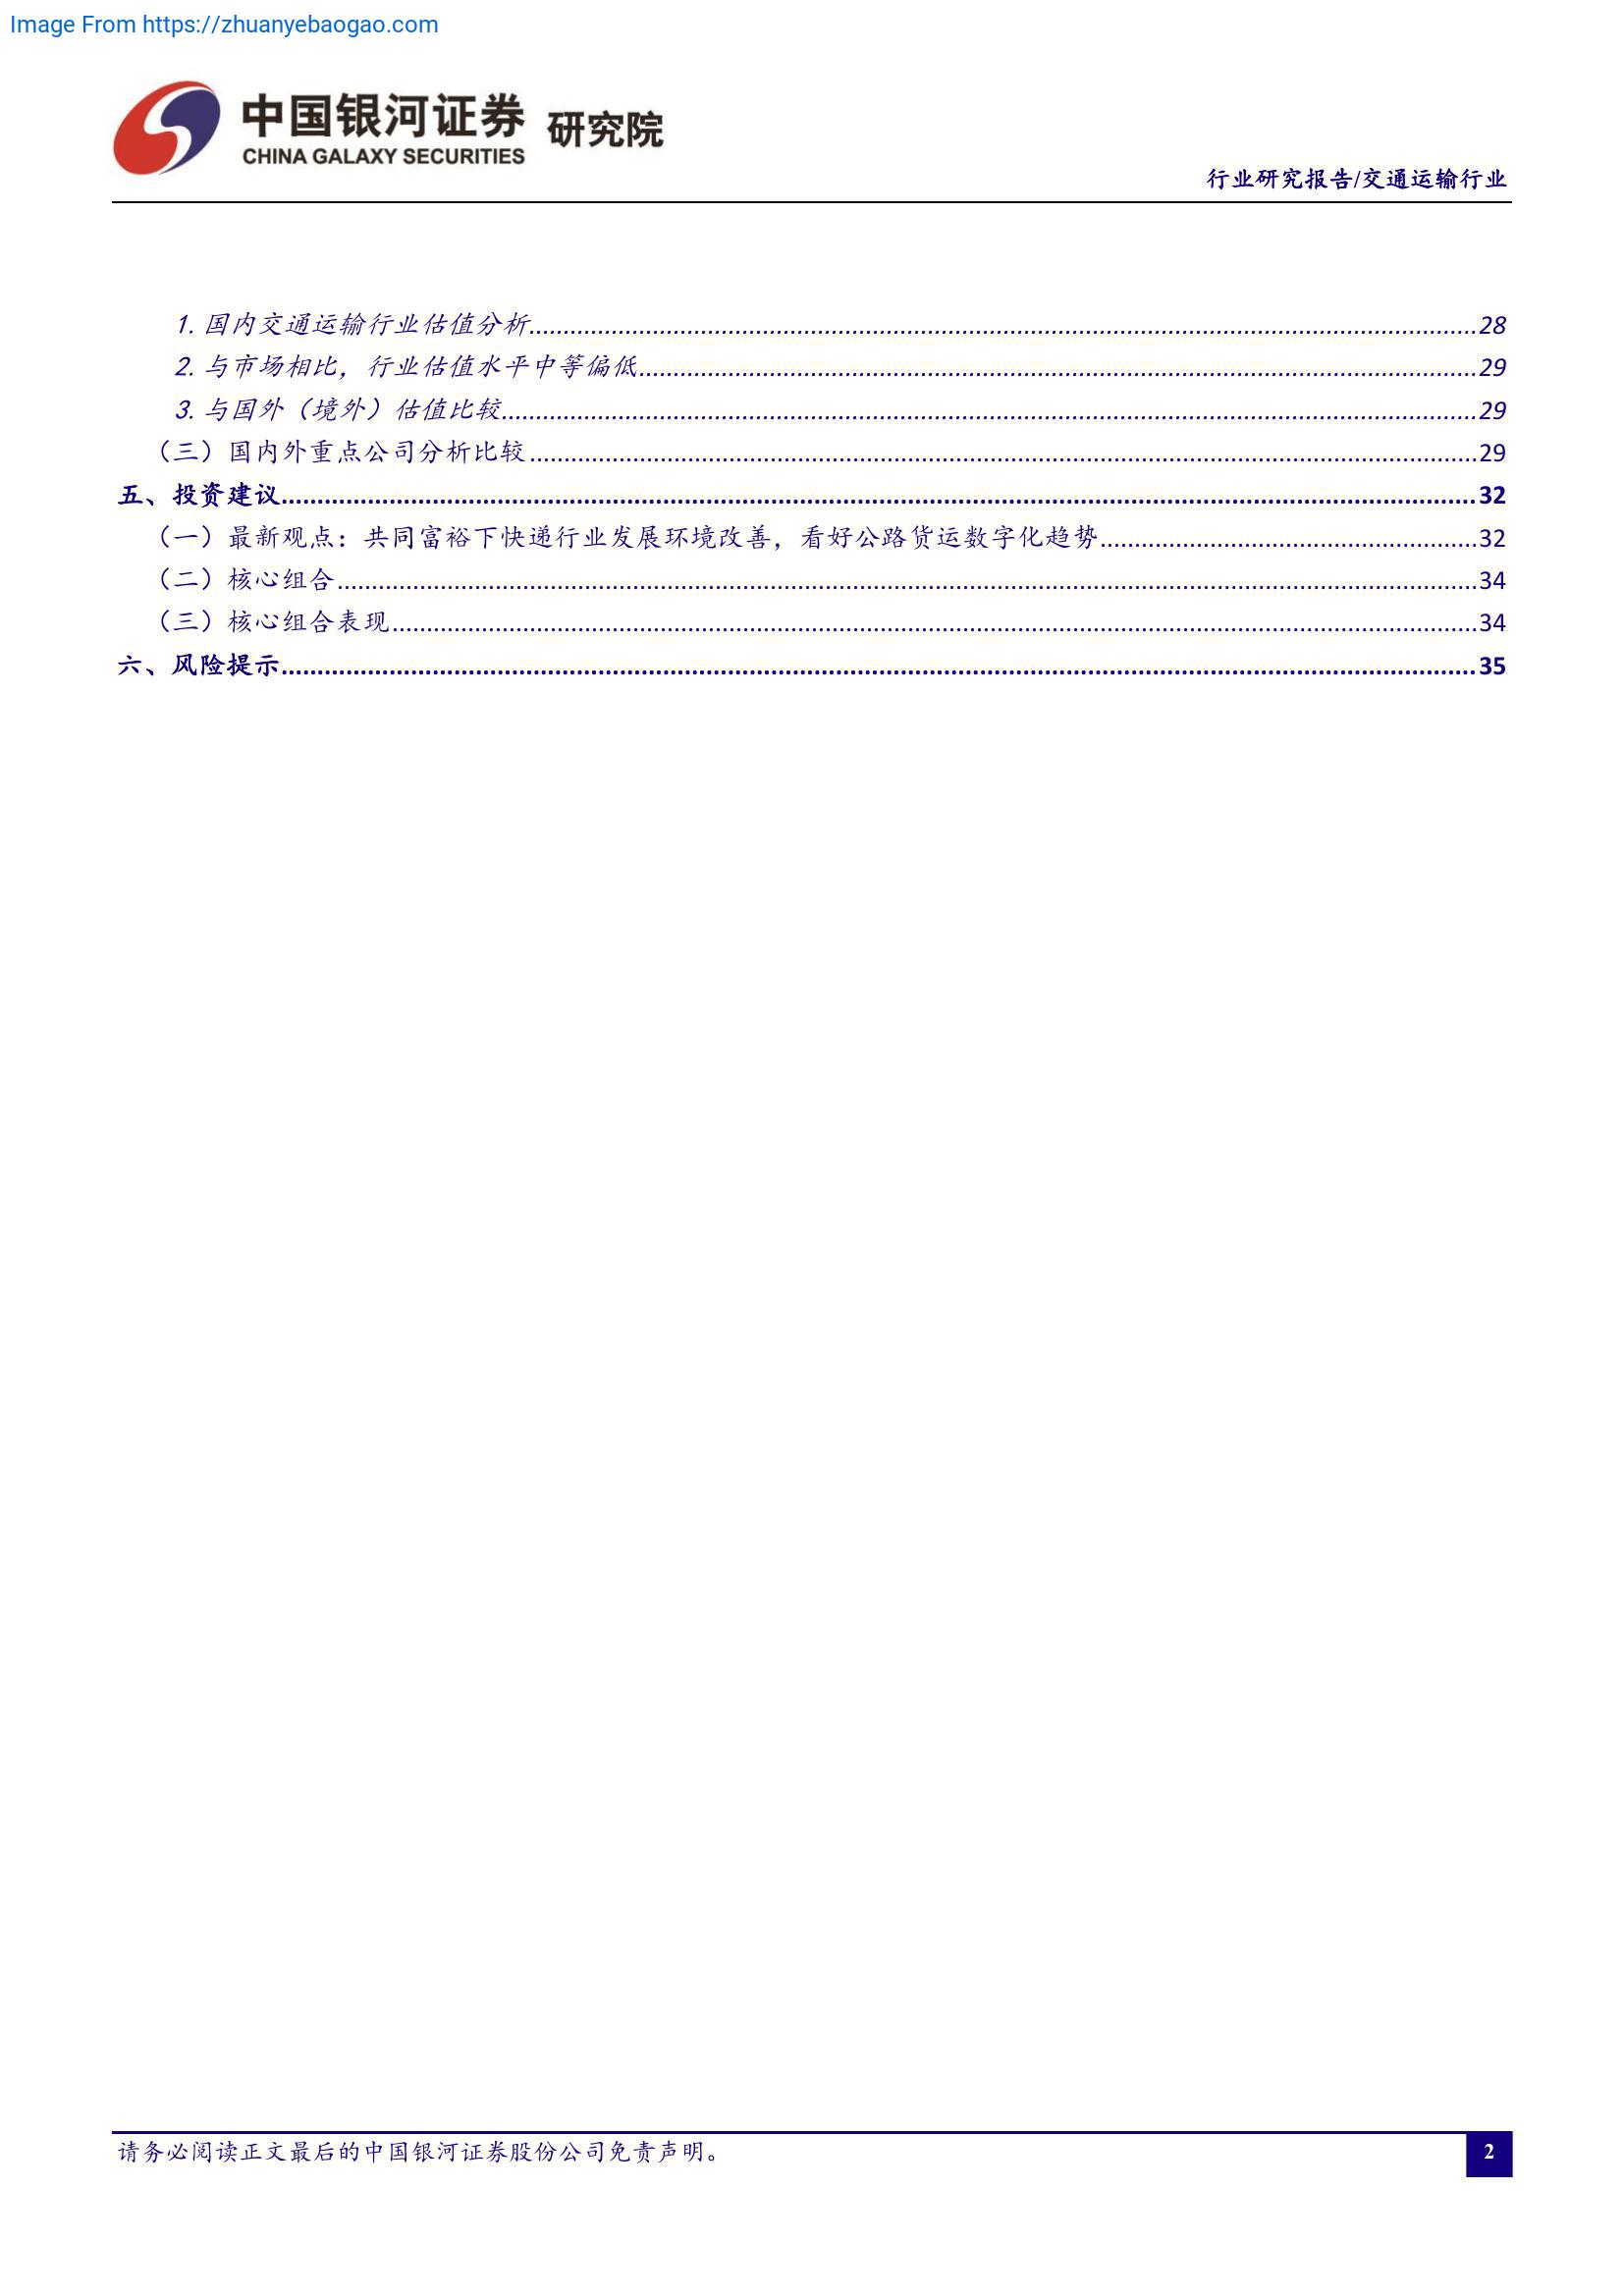 Image From https://zhuanyebaogao.com
中国银河证券 研究院
CHINA GALAXY SECURITIES
行业研究报告/交通运输行业
1. 国内交通运输行业估值分析 28
2. 与市场相比，行业估值水平中等偏低 29
3. 与国外（境外）估值比较 29
（三）国内外重点公司分析比较 29
五、投资建议 32
（一）最新观点：共同富裕下快递行业发展环境改善，看好公路货运数字化趋势 32
（二）核心组合 34
（三）核心组合表现 34
六、风险提示 35
请务必阅读正文最后的中国银河证券股份公司免责声明。
2